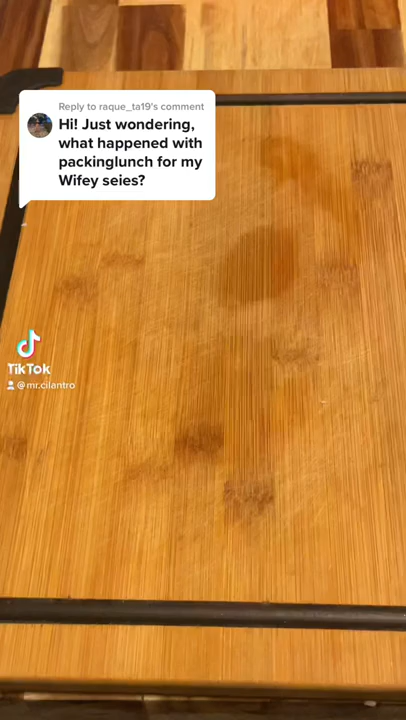 Reply to raque_ta19's comment
Hi! Just wondering,
what happened with
packinglunch for my
Wifey seies?
TikTok
@mr.cilantro